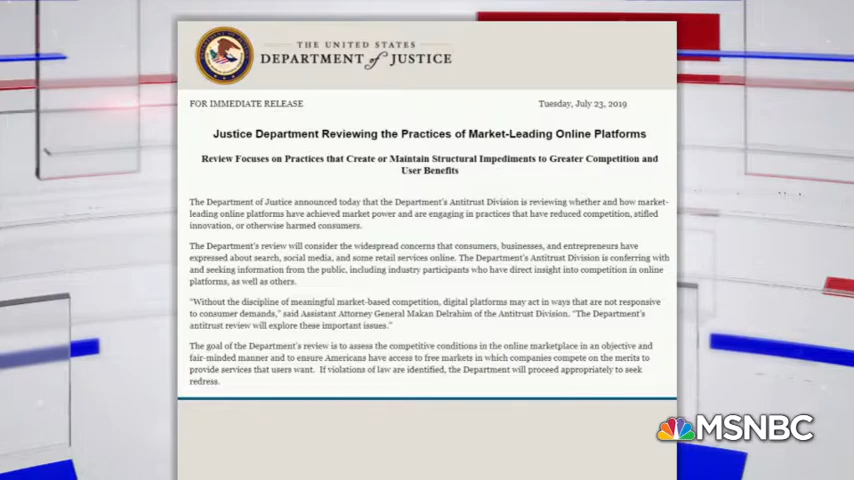 THE UNITED STATES
DEPARTMENT of JUSTICE
FOR IMMEDIATE RELEASE
Tuesday, July 23, 2019
Justice Department Reviewing the Practices of Market-Leading Online Platforms
Review Focuses on Practices that Create or Maintain Structural Impediments to Greater Competition and
User Benefits
The Department of Justice announced today that the Department's Antitrust Division is reviewing whether and how market-
leading online platforms have achieved market power and are engaging in practices that have reduced competition, stifled
innovation, or otherwise harmed consumers.
The Department's review will consider the widespread concerns that consumers, businesses, and entrepreneurs have
expressed about search, social media, and some retail services online. The Department's Antitrust Division is conferring with
and seeking information from the public, including industry participants who have direct insight into competition in online
platforms, as well as others.
"Without the discipline of meaningful market-based competition, digital platforms may act in ways that are not responsive
to consumer demands," said Assistant Attorney General Makan Delrahim of the Antitrust Division. "The Department's
antitrust review will explore these important issues."
The goal of the Department's review is to assess the competitive conditions in the online marketplace in an objective and
fair-minded manner and to ensure Americans have access to free markets in which companies compete on the merits to
provide services that users want.  If violations of law are identified, the Department will proceed appropriately to seek
redress.
MSNBC